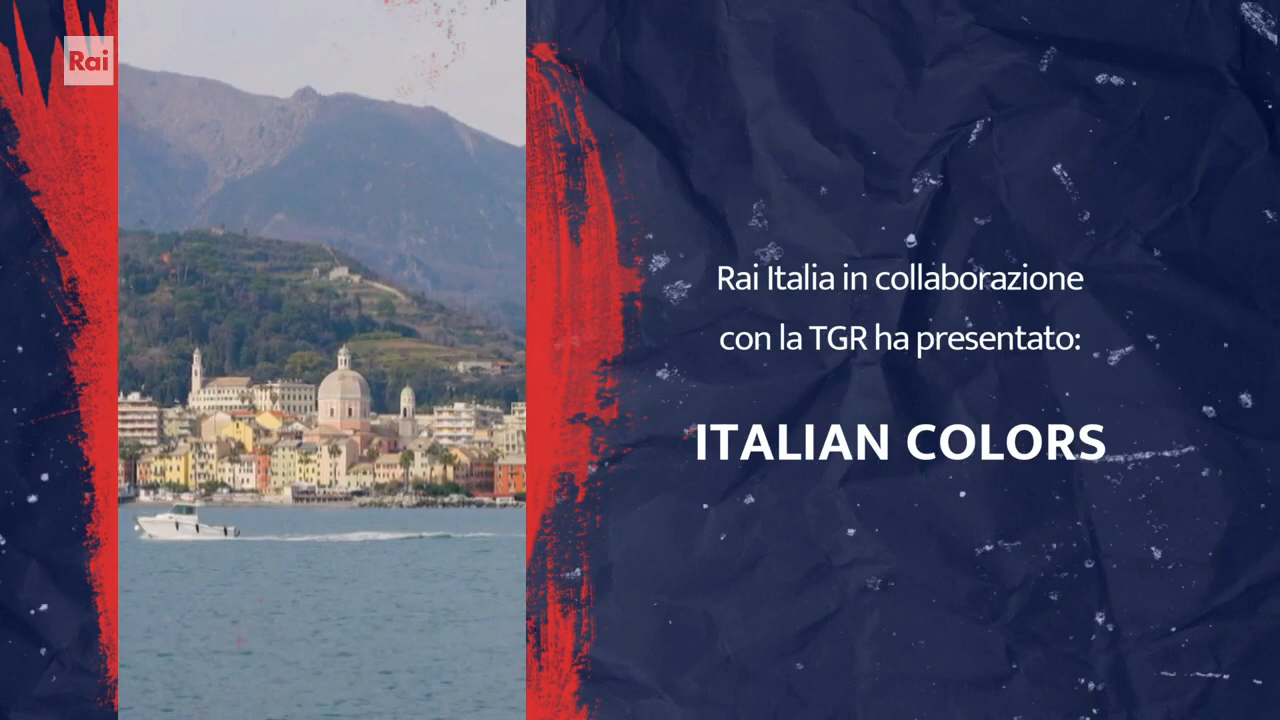 Rai
Rai Italia in collaborazione
con la TGR ha presentato:
ITALIAN COLORS